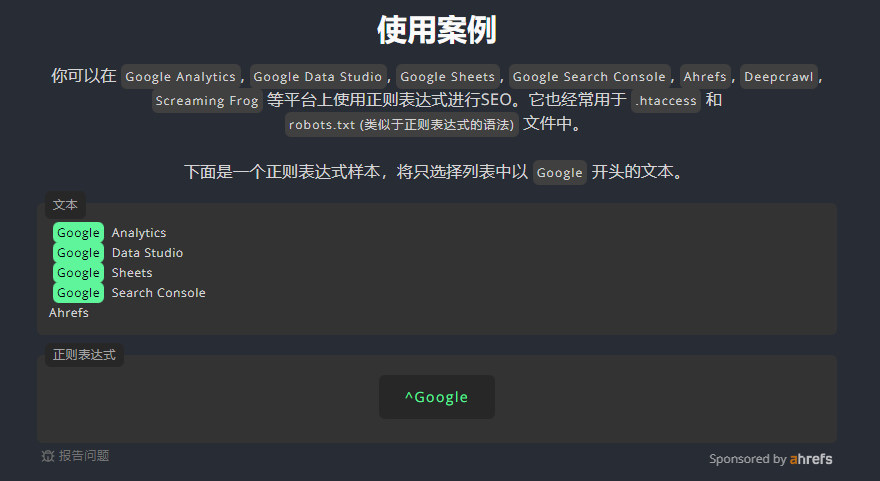 使用案例
你可以在 Google Analytics, Google Data Studio, Google Sheets, Google Search Console, Ahrefs, Deepcrawl,
Screaming Frog 等平台上使用正则表达式进行SEO。它也经常用于 .htaccess 和
robots.txt (类似于正则表达式的语法) 文件中。
下面是一个正则表达式样本，将只选择列表中以 Google 开头的文本。
文本
Google Analytics
Google Data Studio
Google Sheets
Google Search Console
Ahrefs
正则表达式
^Google
报告问题
Sponsored by ahrefs